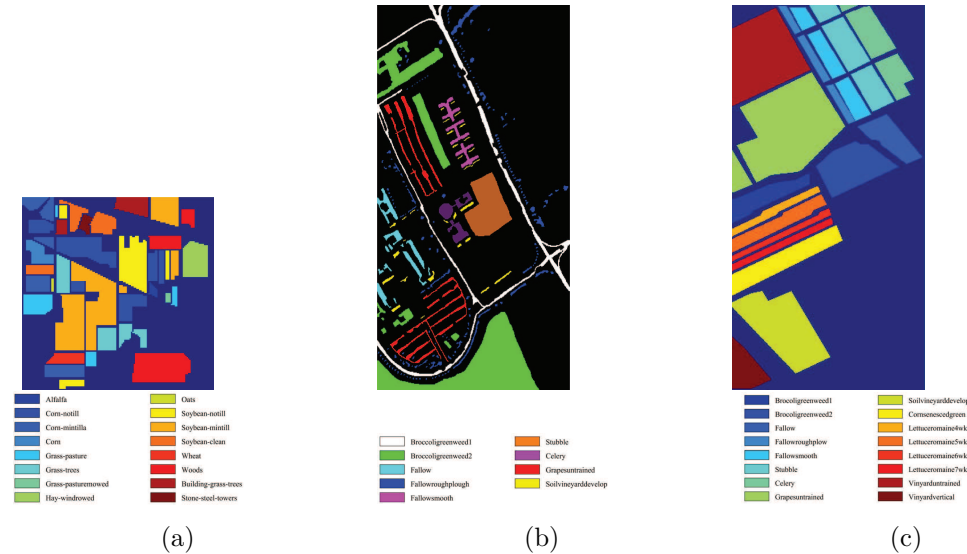 Alfalfa
Corn-notill
Corn-mintilla
Corn
Grass-pasture
Grass-trees
Grass-pasturemowed
Hay-windrowed
Oats
Soybean-notill
Soybean-mintill
Soybean-clean
Wheat
Woods
Building-grass-trees
Stone-steel-towers
(a)
Broccoligreenweed1
Broccoligreenweed2
Fallow
Fallowroughplough
Fallowsmooth
Stubble
Celery
Grapesuntrained
Soilvineyarddevelop
(b)
Brocoligreenweed1
Brocoligreenweed2
Fallow
Fallowroughplow
Fallowsmooth
Stubble
Celery
Grapesuntrained
Soilvinyarddevelop
Cornsenescedgreen
Lettuceromaine4wk
Lettuceromaine5wk
Lettuceromaine6wk
Lettuceromaine7wk
Vinyarduntrained
Vinyardvertical
(c)